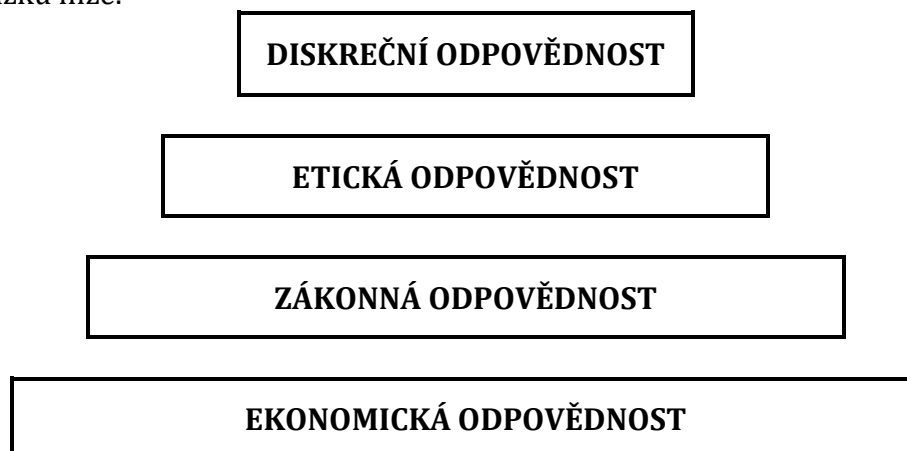 DISKREČNÍ ODPOVĚDNOST
ETICKÁ ODPOVĚDNOST
ZÁKONNÁ ODPOVĚDNOST
EKONOMICKÁ ODPOVĚDNOST